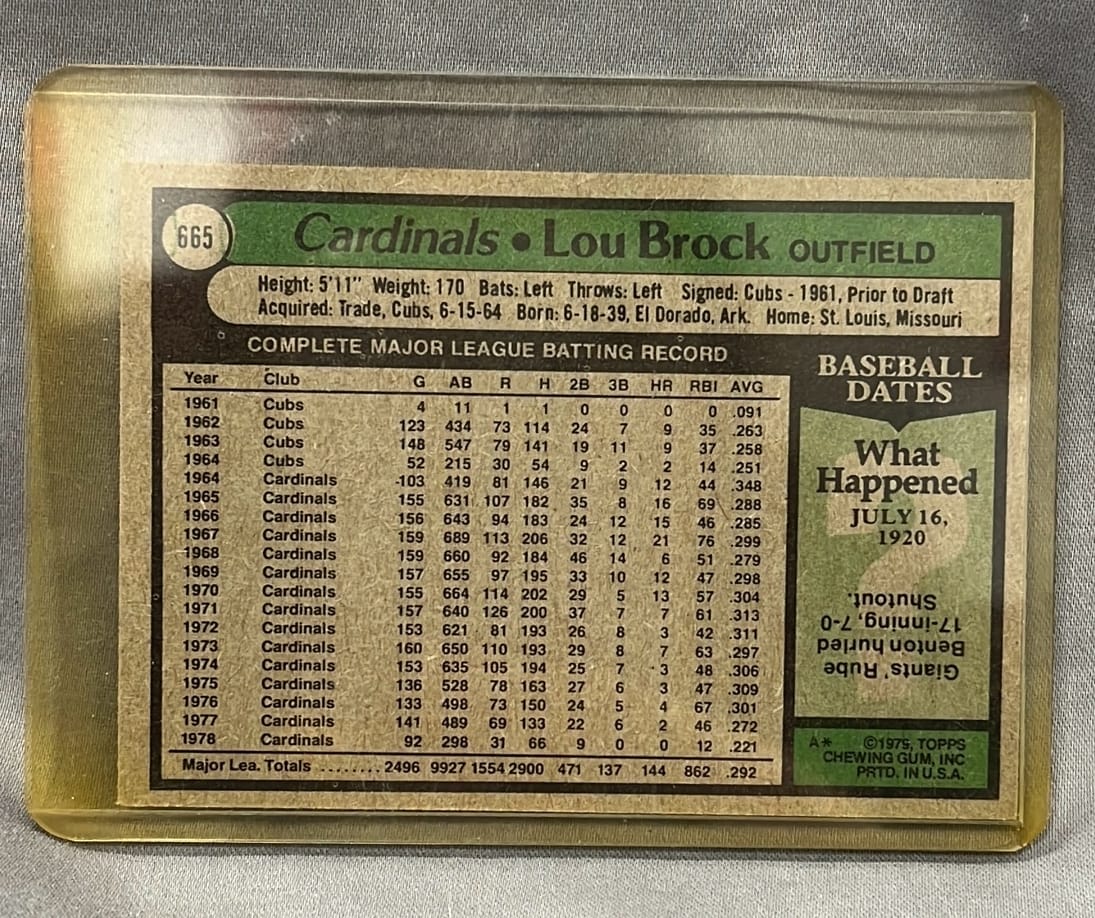 665
Cardinals • Lou Brock OUTFIELD
Height: 5'11" Weight: 170 Bats: Left Throws: Left Signed: Cubs - 1961, Prior to Draft
Acquired: Trade, Cubs, 6-15-64 Born: 6-18-39, El Dorado, Ark. Home: St. Louis, Missouri
COMPLETE MAJOR LEAGUE BATTING RECORD
Year Club G AB R H 2B 3B HR RBI AVG
1961 Cubs 4 11 1 1 0 0 0 0 .091
1962 Cubs 123 434 73 114 24 7 9 35 .263
1963 Cubs 148 547 79 141 19 11 9 37 .258
1964 Cubs 52 215 30 54 9 2 2 14 .251
1964 Cardinals 103 419 81 146 21 9 12 44 .348
1965 Cardinals 155 631 107 182 35 8 16 69 .288
1966 Cardinals 156 643 94 183 24 12 15 46 .285
1967 Cardinals 159 689 113 206 32 12 21 76 .299
1968 Cardinals 159 660 92 184 46 14 6 51 .279
1969 Cardinals 157 655 97 195 33 10 12 47 .298
1970 Cardinals 155 664 114 202 29 5 13 57 .304
1971 Cardinals 157 640 126 200 37 7 7 61 .313
1972 Cardinals 153 621 81 193 26 8 3 42 .311
1973 Cardinals 160 650 110 193 29 8 7 63 .297
1974 Cardinals 153 635 105 194 25 7 3 48 .306
1975 Cardinals 136 528 78 163 27 6 3 47 .309
1976 Cardinals 133 498 73 150 24 5 4 67 .301
1977 Cardinals 141 489 69 133 22 6 2 46 .272
1978 Cardinals 92 298 31 66 9 0 0 12 .221
Major Lea. Totals ........ 2496 9927 1554 2900 471 137 144 862 .292
BASEBALL
DATES
What
Happened
JULY 16,
1920
?
Giants' Rube
Benton hurled
17-inning, 7-0
Shutout.
A* ©1979, TOPPS
CHEWING GUM, INC
PRTD. IN U.S.A.